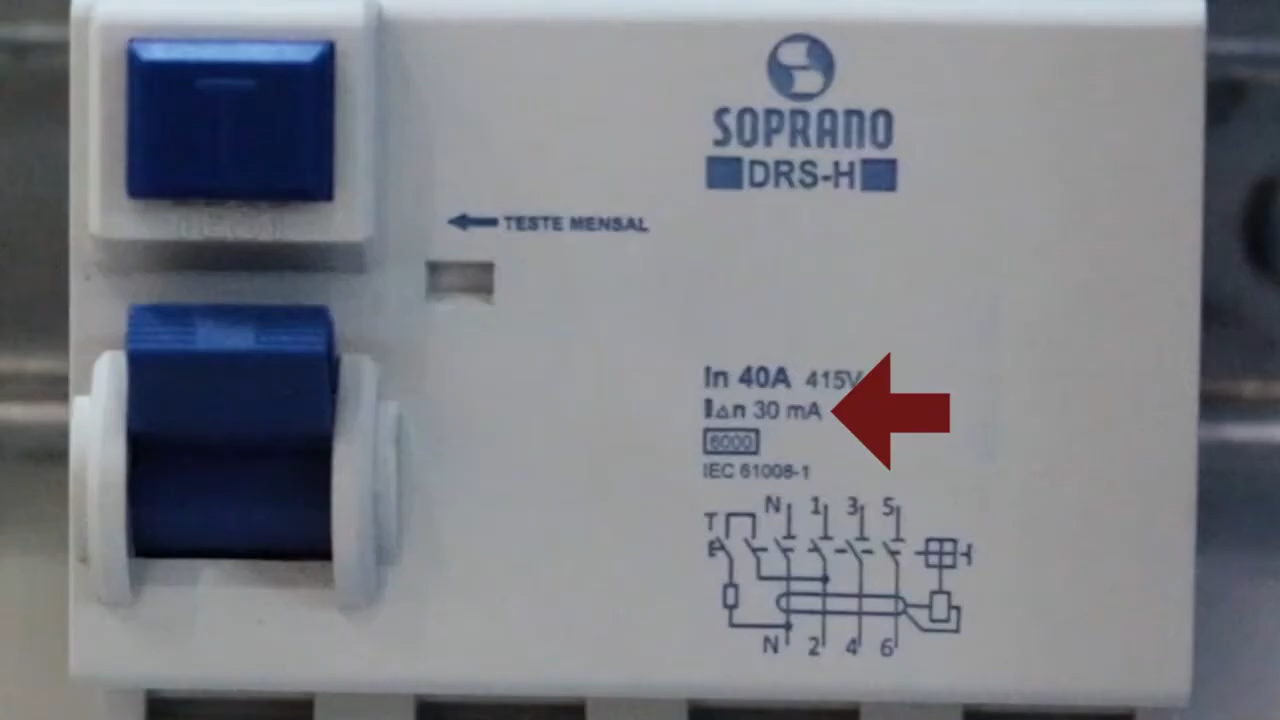 SOPRANO
DRS-H
TESTE MENSAL
In 40A 415V
I△n 30 mA
6000
IEC 61008-1
N 1 3 5
T
E
N 2 4 6